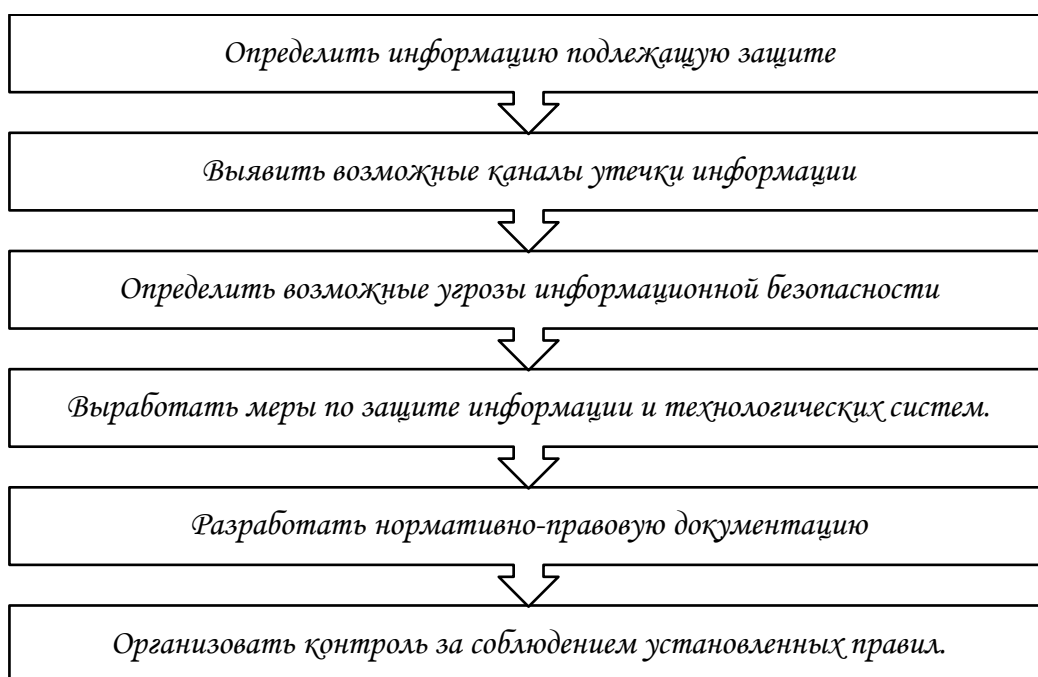 Определить информацию подлежащую защите
Выявить возможные каналы утечки информации
Определить возможные угрозы информационной безопасности
Выработать меры по защите информации и технологических систем.
Разработать нормативно-правовую документацию
Организовать контроль за соблюдением установленных правил.